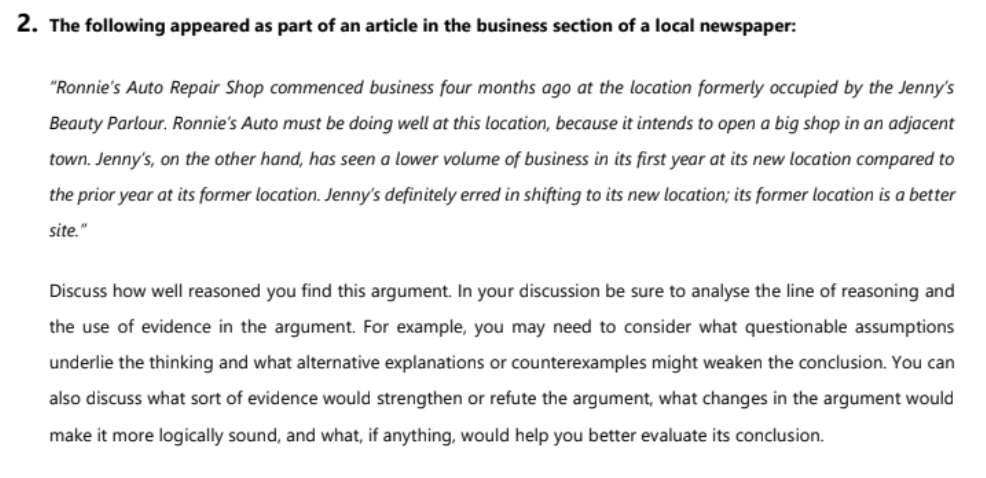 2. The following appeared as part of an article in the business section of a local newspaper:
"Ronnie's Auto Repair Shop commenced business four months ago at the location formerly occupied by the Jenny's
Beauty Parlour. Ronnie's Auto must be doing well at this location, because it intends to open a big shop in an adjacent
town. Jenny's, on the other hand, has seen a lower volume of business in its first year at its new location compared to
the prior year at its former location. Jenny's definitely erred in shifting to its new location; its former location is a better
site."
Discuss how well reasoned you find this argument. In your discussion be sure to analyse the line of reasoning and
the use of evidence in the argument. For example, you may need to consider what questionable assumptions
underlie the thinking and what alternative explanations or counterexamples might weaken the conclusion. You can
also discuss what sort of evidence would strengthen or refute the argument, what changes in the argument would
make it more logically sound, and what, if anything, would help you better evaluate its conclusion.